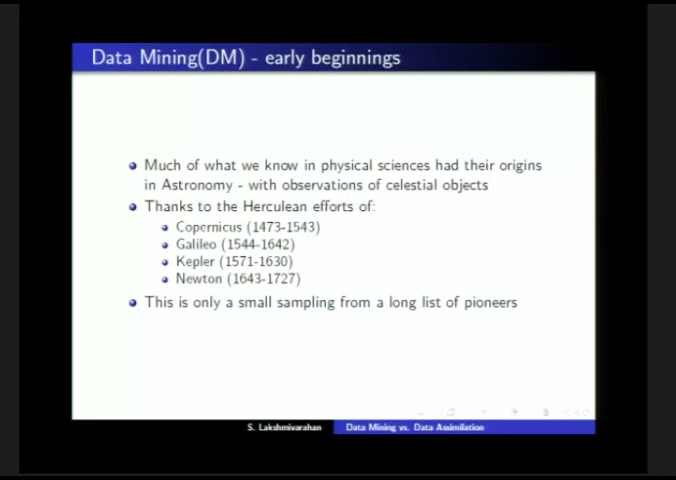 Data Mining(DM) - early beginnings
Much of what we know in physical sciences had their origins
in Astronomy - with observations of celestial objects
Thanks to the Herculean efforts of:
Copernicus (1473-1543)
Galileo (1544-1642)
Kepler (1571-1630)
Newton (1643-1727)
This is only a small sampling from a long list of pioneers
S. Lakshmivarahan
Data Mining vs. Data Assimilation